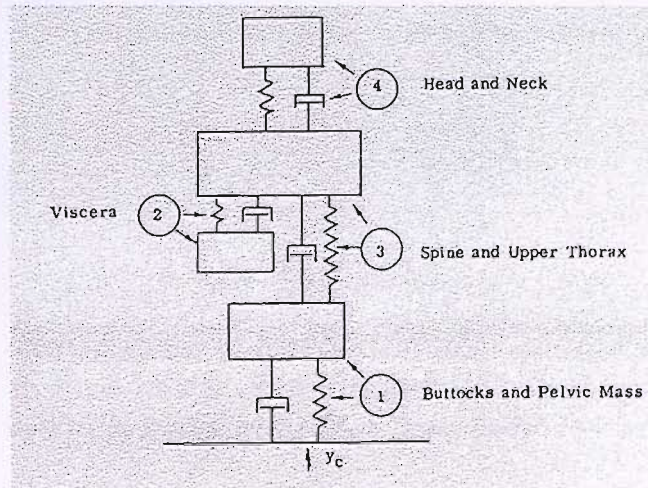 4 Head and Neck
Viscera 2
3 Spine and Upper Thorax
1 Buttocks and Pelvic Mass
y_c